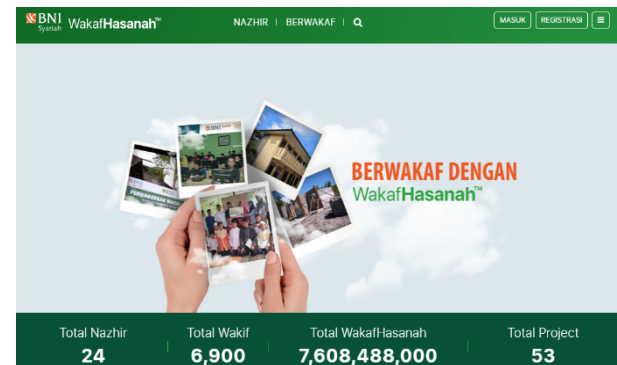 BNI
Syariah
WakafHasanah™
NAZHIR | BERWAKAF |
MASUK
REGISTRASI
BNI
BERWAKAF DENGAN
WakafHasanah™
Total Nazhir
24
Total Wakif
6,900
Total WakafHasanah
7,608,488,000
Total Project
53